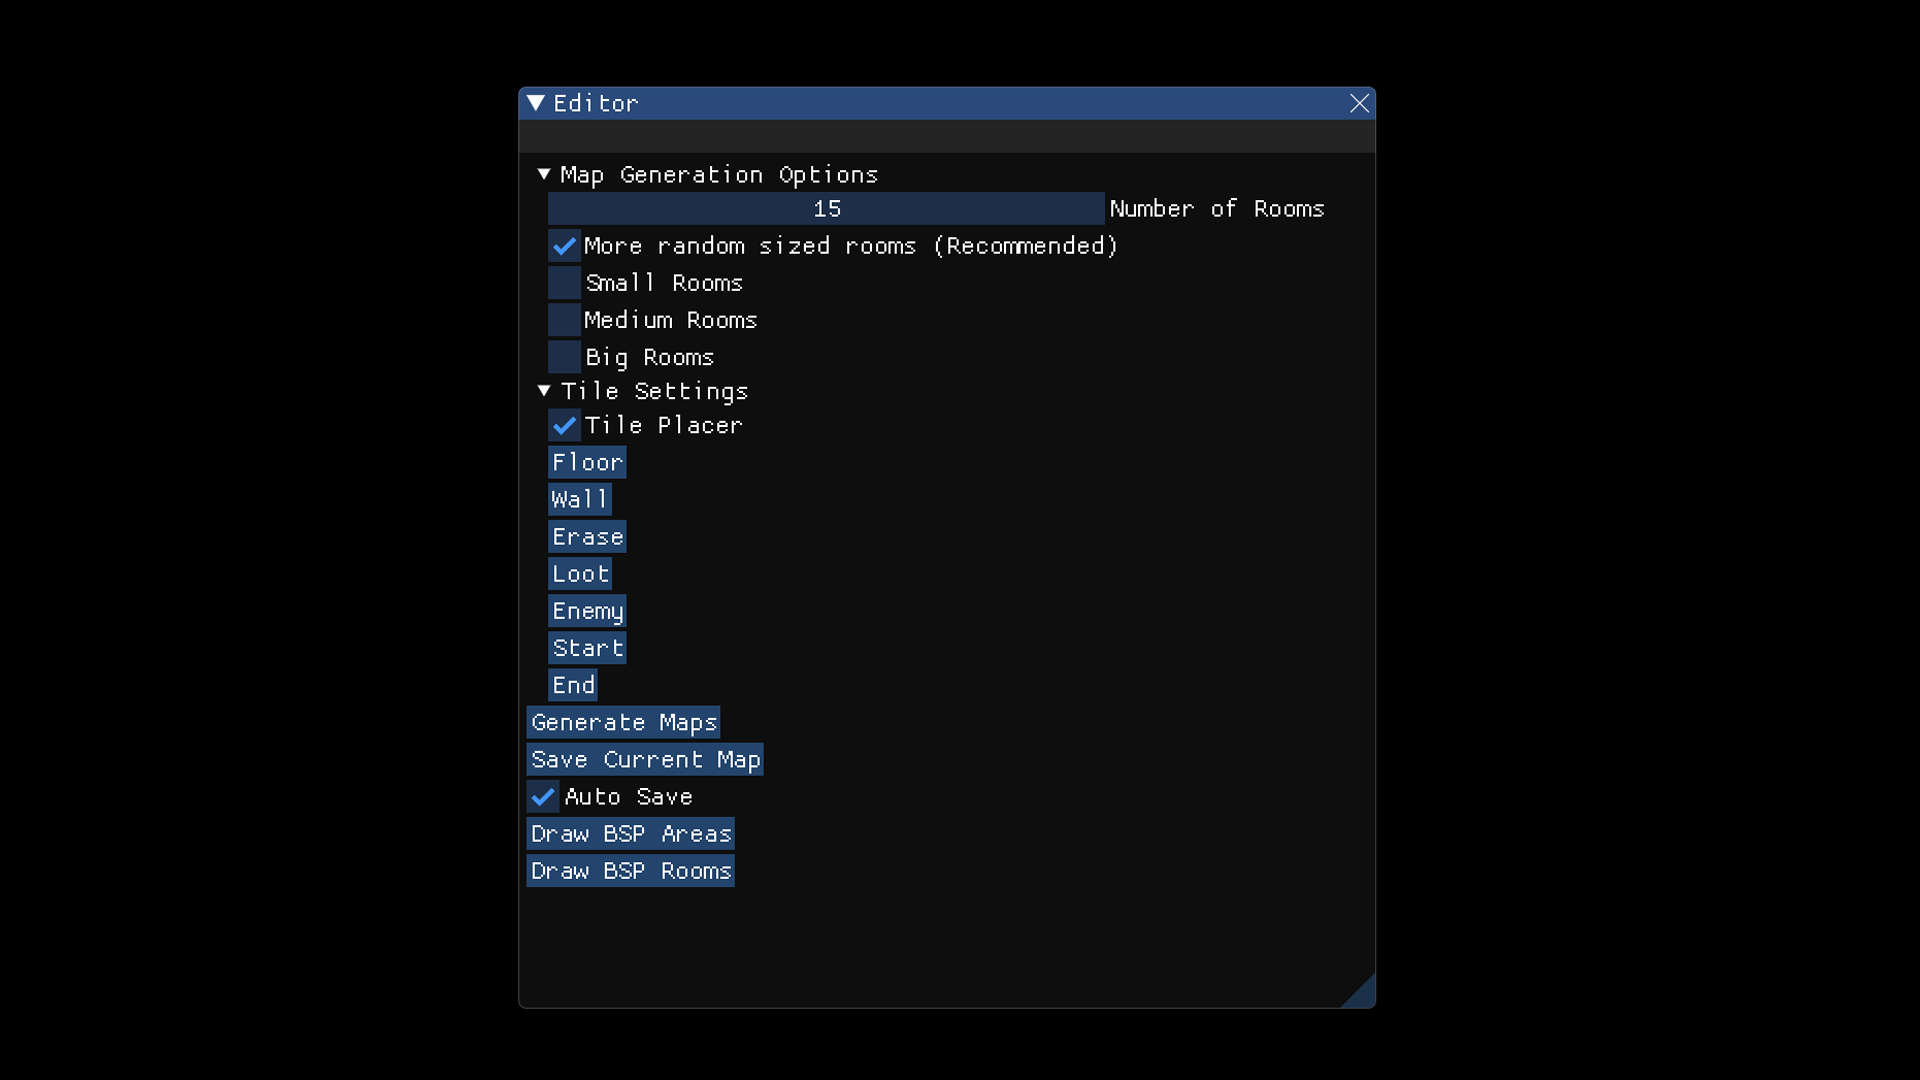 Editor
Map Generation Options
15 Number of Rooms
More random sized rooms (Recommended)
Small Rooms
Medium Rooms
Big Rooms
Tile Settings
Tile Placer
Floor
Wall
Erase
Loot
Enemy
Start
End
Generate Maps
Save Current Map
Auto Save
Draw BSP Areas
Draw BSP Rooms